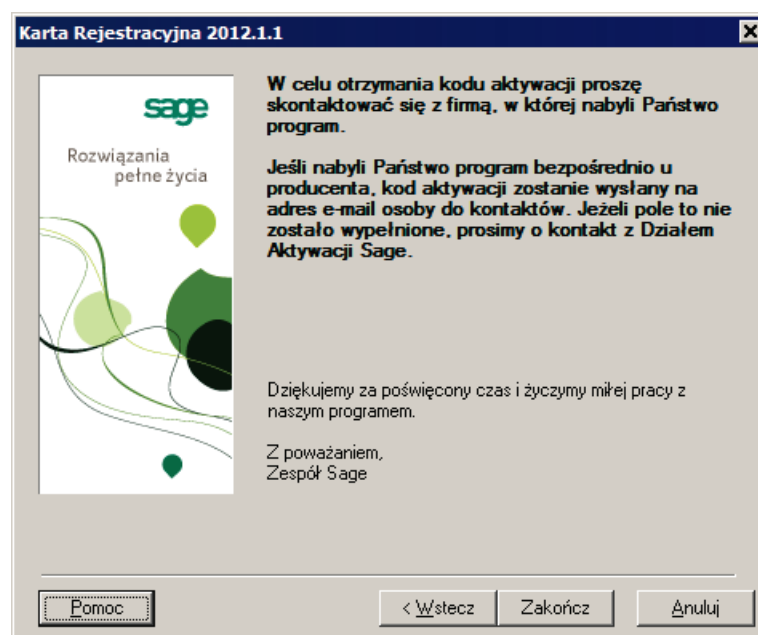 Karta Rejestracyjna 2012.1.1
sage
Rozwiązania
pełne życia
W celu otrzymania kodu aktywacji proszę
skontaktować się z firmą, w której nabyli Państwo
program.
Jeśli nabyli Państwo program bezpośrednio u
producenta, kod aktywacji zostanie wysłany na
adres e-mail osoby do kontaktów. Jeżeli pole to nie
zostało wypełnione, prosimy o kontakt z Działem
Aktywacji Sage.
Dziękujemy za poświęcony czas i życzymy miłej pracy z
naszym programem.
Z poważaniem,
Zespół Sage
Pomoc
< Wstecz
Zakończ
Anuluj